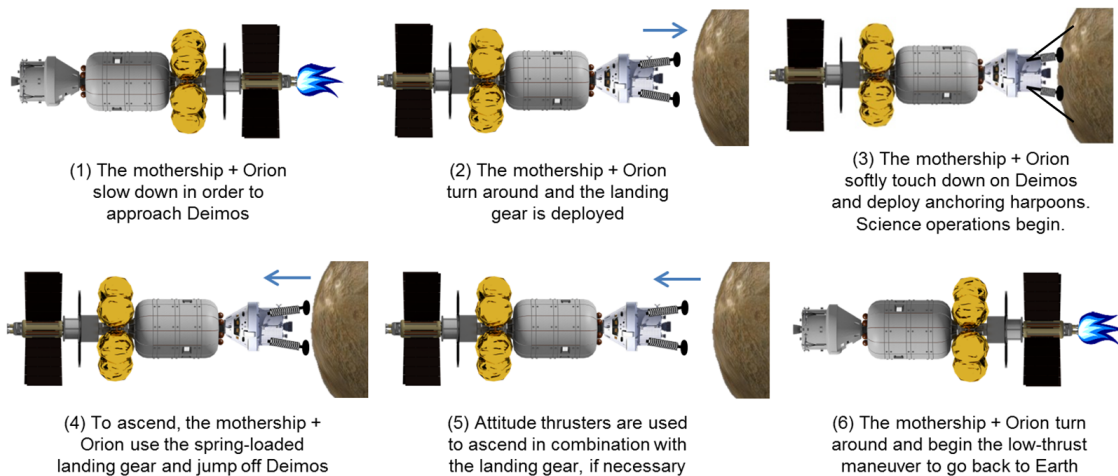 (1) The mothership + Orion
slow down in order to
approach Deimos
(2) The mothership + Orion
turn around and the landing
gear is deployed
(3) The mothership + Orion
softly touch down on Deimos
and deploy anchoring harpoons.
Science operations begin.
(4) To ascend, the mothership +
Orion use the spring-loaded
landing gear and jump off Deimos
(5) Attitude thrusters are used
to ascend in combination with
the landing gear, if necessary
(6) The mothership + Orion turn
around and begin the low-thrust
maneuver to go back to Earth